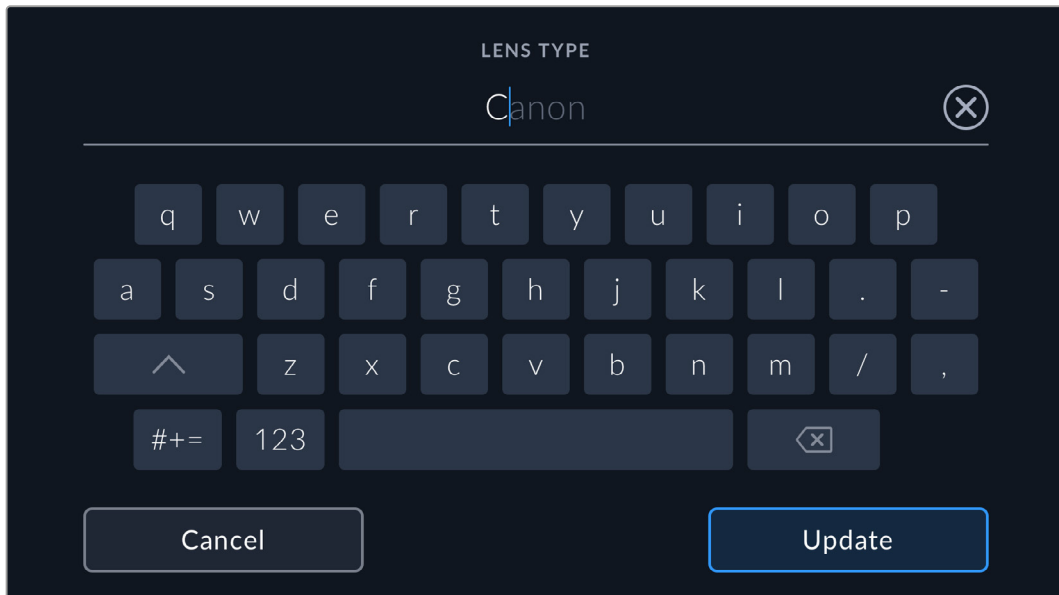 LENS TYPE
Canon
q w e r t y u i o p
a s d f g h j k l . -
z x c v b n m / ,
#+= 123
Cancel Update